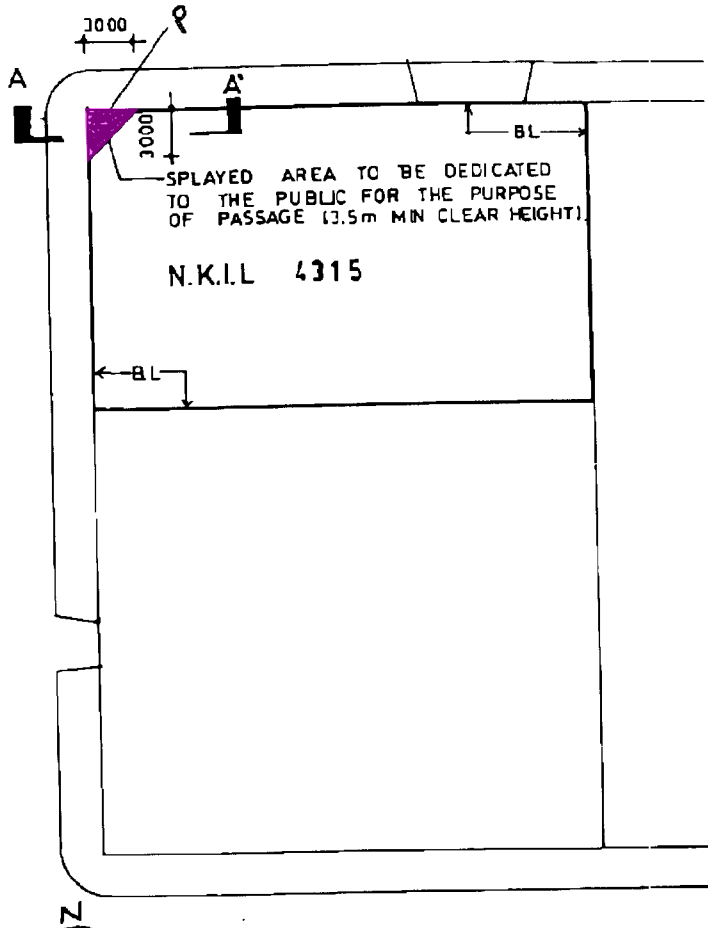 3000
A
A'
3000
BL
SPLAYED AREA TO BE DEDICATED
TO THE PUBLIC FOR THE PURPOSE
OF PASSAGE (3.5m MIN CLEAR HEIGHT).
N.K.I.L 4315
BL